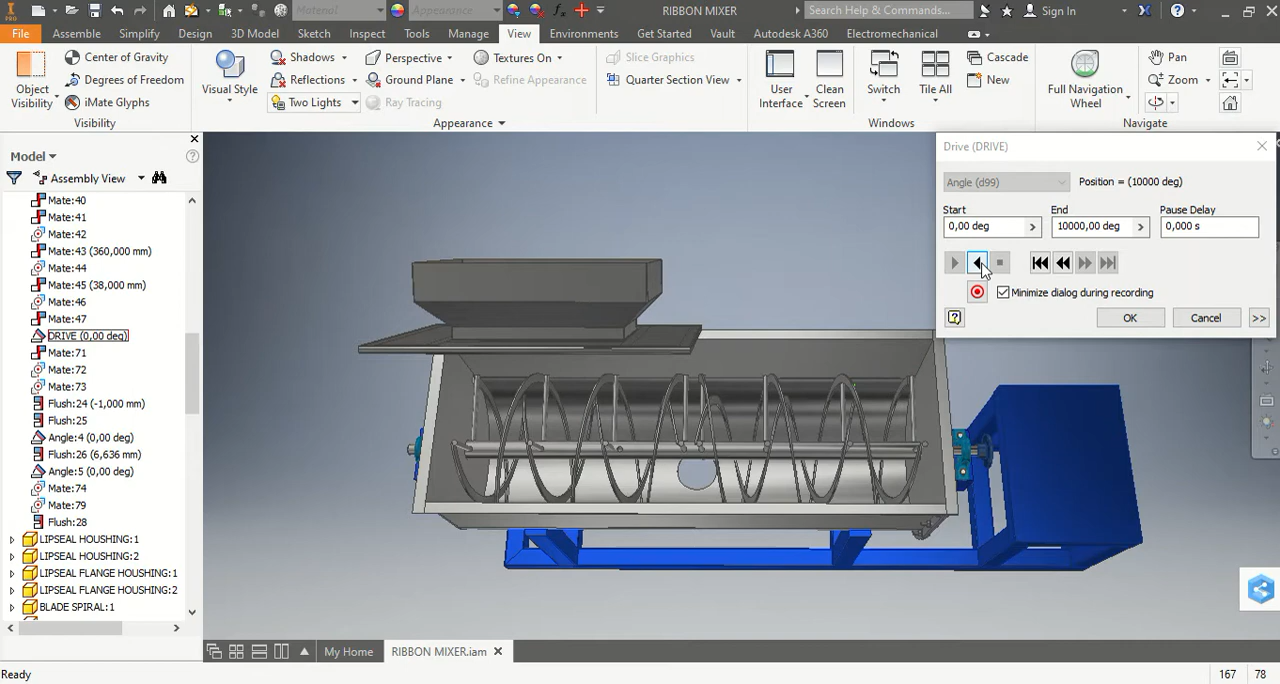 PRO
Material
Appearance
RIBBON MIXER
Search Help & Commands...
Sign In
File
Assemble
Simplify
Design
3D Model
Sketch
Inspect
Tools
Manage
View
Environments
Get Started
Vault
Autodesk A360
Electromechanical
Object
Visibility
Center of Gravity
Degrees of Freedom
iMate Glyphs
Visibility
Visual Style
Shadows
Reflections
Two Lights
Perspective
Ground Plane
Ray Tracing
Textures On
Refine Appearance
Appearance
Slice Graphics
Quarter Section View
User
Interface
Clean
Screen
Switch
Tile All
Cascade
New
Windows
Full Navigation
Wheel
Pan
Zoom
Navigate
Model
Assembly View
Mate:40
Mate:41
Mate:42
Mate:43 (360,000 mm)
Mate:44
Mate:45 (38,000 mm)
Mate:46
Mate:47
DRIVE (0,00 deg)
Mate:71
Mate:72
Mate:73
Flush:24 (-1,000 mm)
Flush:25
Angle:4 (0,00 deg)
Flush:26 (6,636 mm)
Angle:5 (0,00 deg)
Mate:74
Mate:79
Flush:28
LIPSEAL HOUSHING:1
LIPSEAL HOUSHING:2
LIPSEAL FLANGE HOUSHING:1
LIPSEAL FLANGE HOUSHING:2
BLADE SPIRAL:1
Drive (DRIVE)
Angle (d99)
Position = (10000 deg)
Start
End
Pause Delay
0,00 deg
10000,00 deg
0,000 s
Minimize dialog during recording
OK
Cancel
>>
My Home
RIBBON MIXER.iam
Ready
167
78